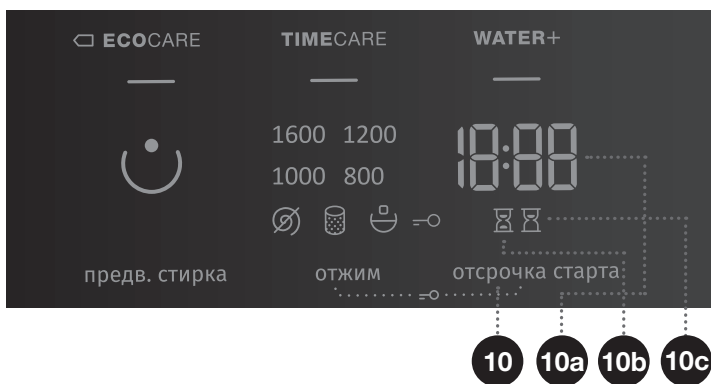 ECOCARE TIMECARE WATER+
1600 1200
1000 800
18:88
предв. стирка отжим отсрочка старта
10 10a 10b 10c